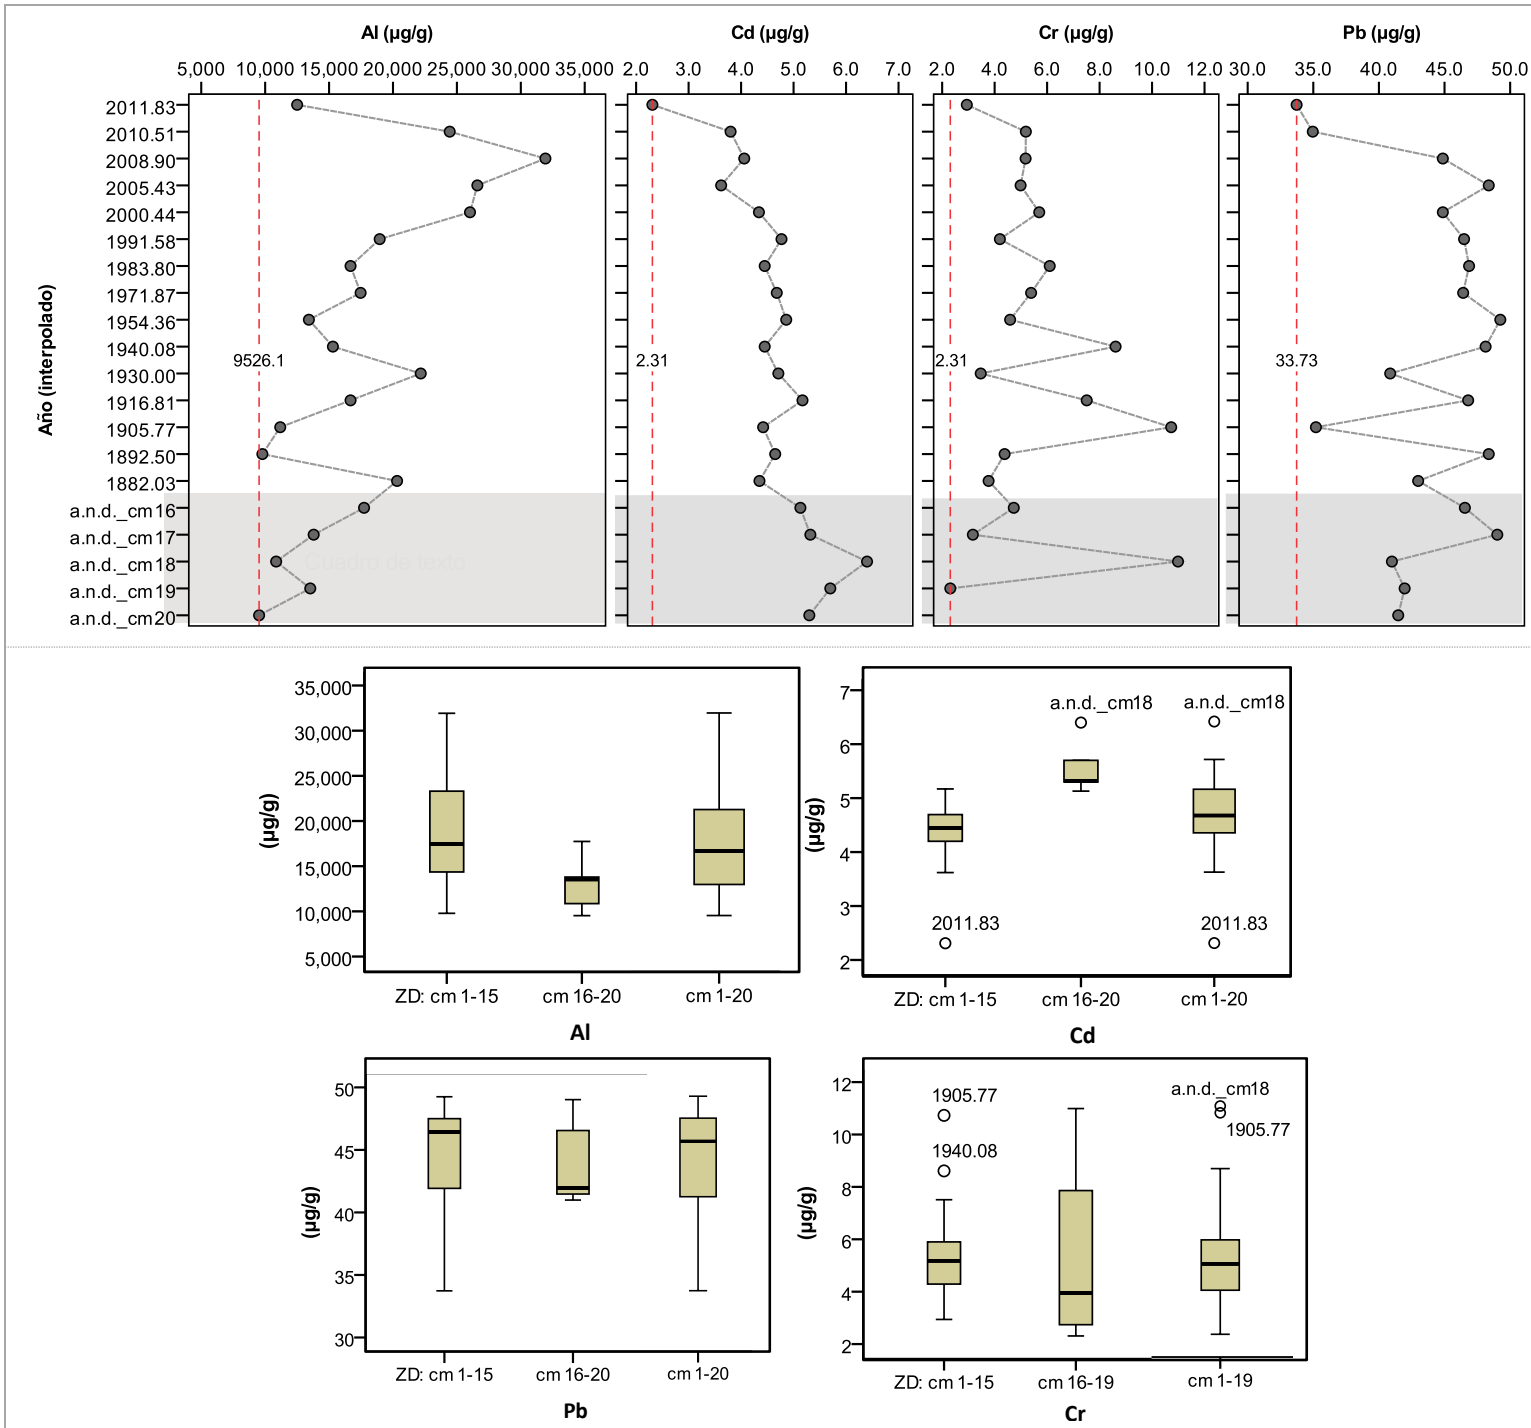 Al (µg/g) Cd (µg/g) Cr (µg/g) Pb (µg/g)
5,000 10,000 15,000 20,000 25,000 30,000 35,000 2.0 3.0 4.0 5.0 6.0 7.0 2.0 4.0 6.0 8.0 10.0 12.0 30.0 35.0 40.0 45.0 50.0
Año (interpolado)
2011.83
2010.51
2008.90
2005.43
2000.44
1991.58
1983.80
1971.87
1954.36
1940.08
9526.1 2.31 2.31 33.73
1930.00
1916.81
1905.77
1892.50
1882.03
a.n.d._cm16
a.n.d._cm17
a.n.d._cm18
Cuadro de texto
a.n.d._cm19
a.n.d._cm20
(µg/g)
35,000
30,000
25,000
20,000
15,000
10,000
5,000
ZD: cm 1-15 cm 16-20 cm 1-20
Al
(µg/g)
7
6
5
4
3
2
a.n.d._cm18 a.n.d._cm18
2011.83 2011.83
ZD: cm 1-15 cm 16-20 cm 1-20
Cd
(µg/g)
50
45
40
35
30
ZD: cm 1-15 cm 16-20 cm 1-20
Pb
(µg/g)
12
10
8
6
4
2
1905.77 a.n.d._cm18
1905.77
1940.08
ZD: cm 1-15 cm 16-19 cm 1-19
Cr